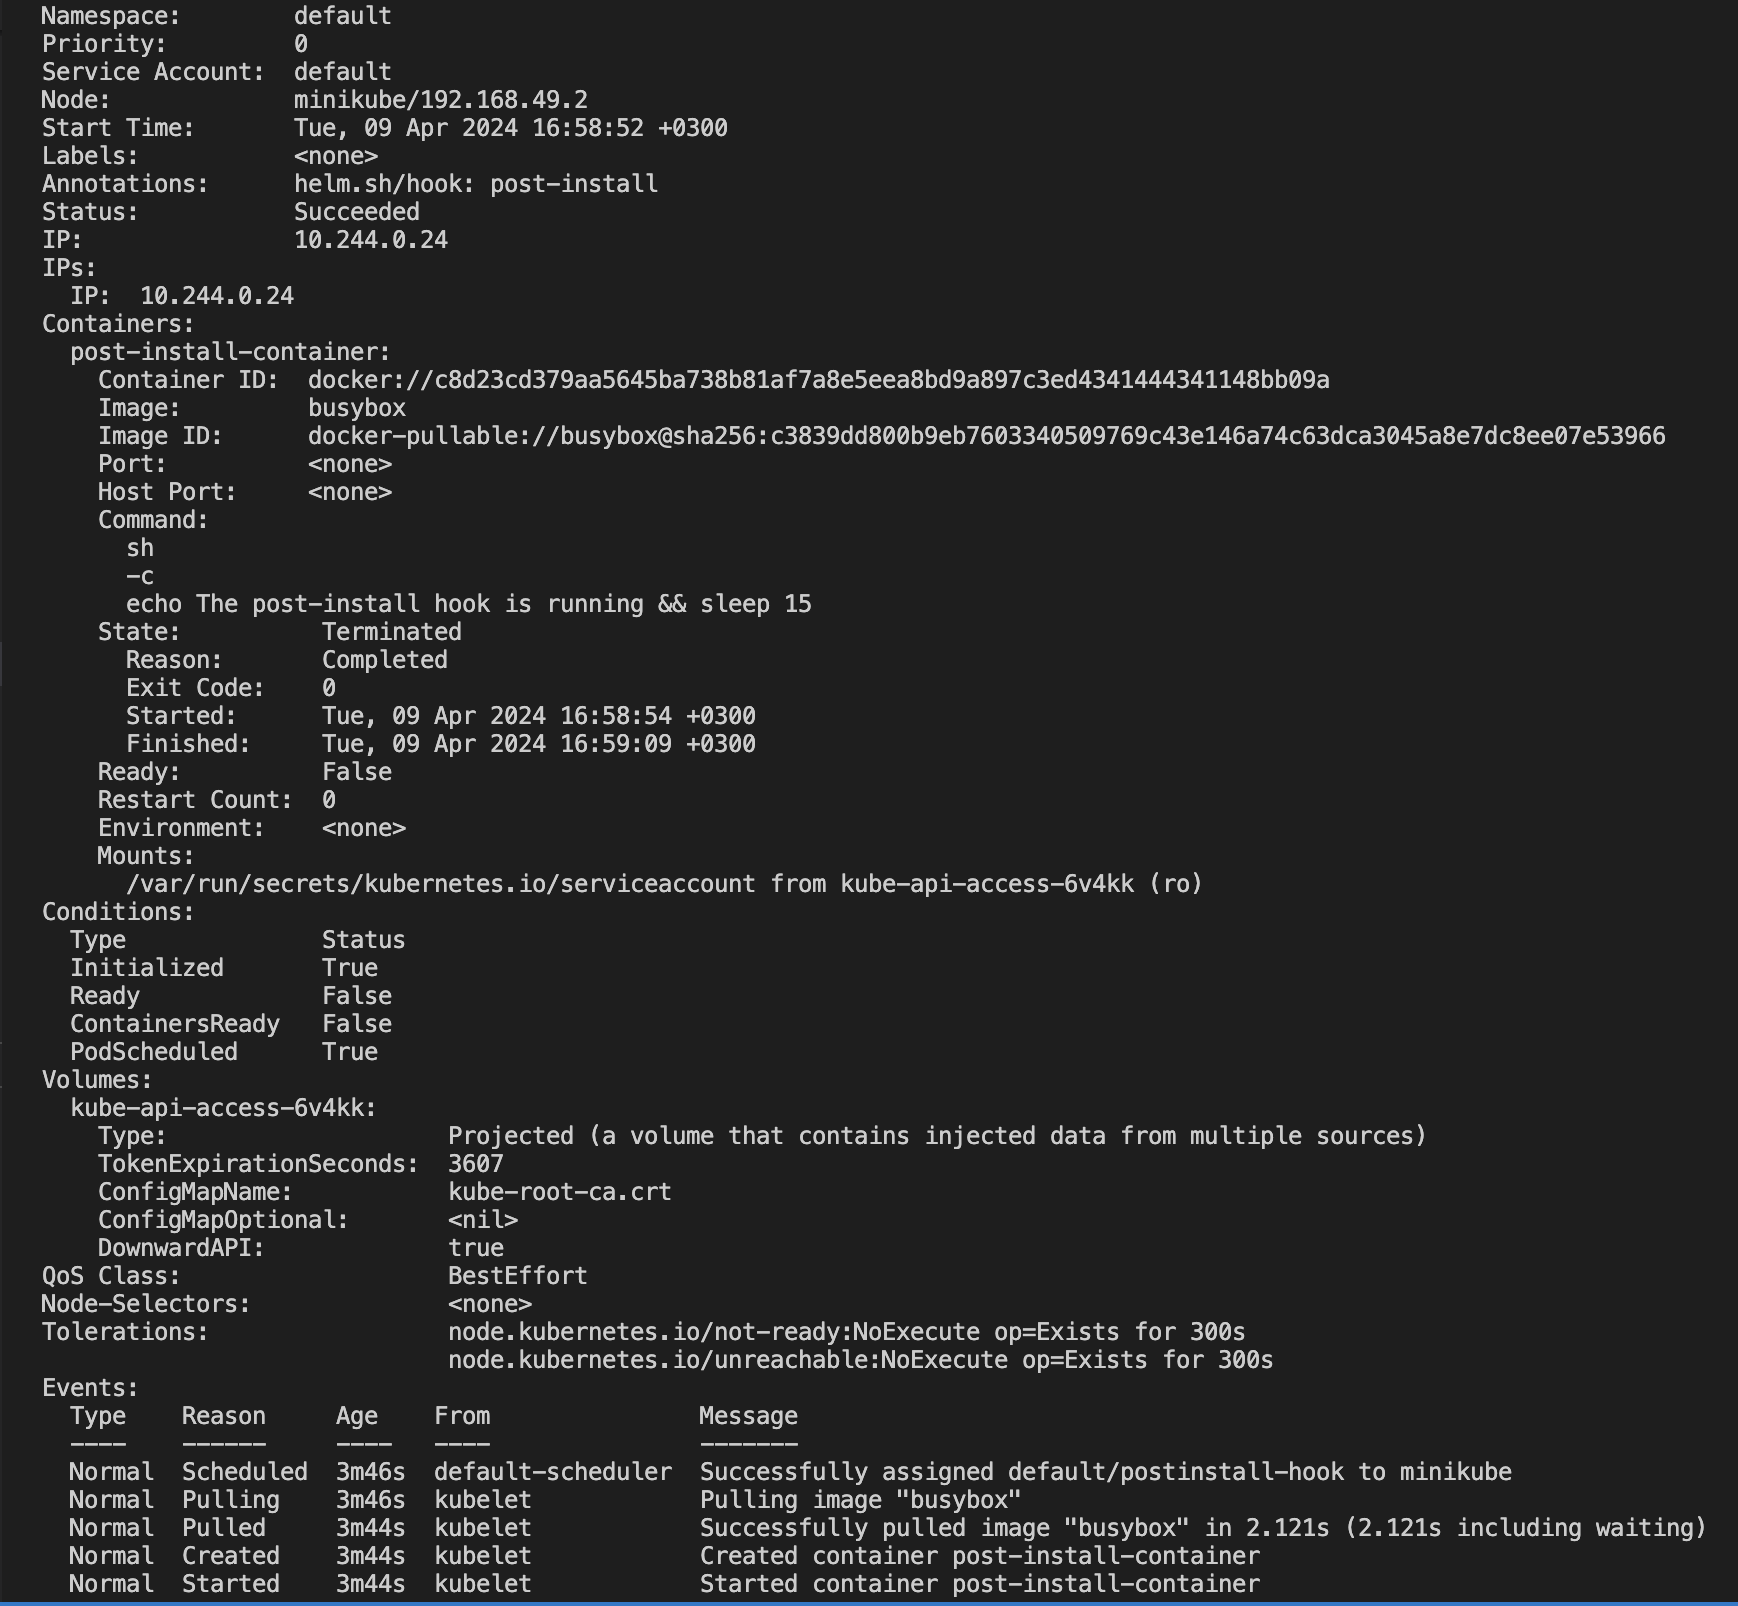 Namespace:        default
Priority:         0
Service Account:  default
Node:             minikube/192.168.49.2
Start Time:       Tue, 09 Apr 2024 16:58:52 +0300
Labels:           <none>
Annotations:      helm.sh/hook: post-install
Status:           Succeeded
IP:               10.244.0.24
IPs:
  IP:  10.244.0.24
Containers:
  post-install-container:
    Container ID:  docker://c8d23cd379aa5645ba738b81af7a8e5eea8bd9a897c3ed4341444341148bb09a
    Image:         busybox
    Image ID:      docker-pullable://busybox@sha256:c3839dd800b9eb7603340509769c43e146a74c63dca3045a8e7dc8ee07e53966
    Port:          <none>
    Host Port:     <none>
    Command:
      sh
      -c
      echo The post-install hook is running && sleep 15
    State:          Terminated
      Reason:       Completed
      Exit Code:    0
      Started:      Tue, 09 Apr 2024 16:58:54 +0300
      Finished:     Tue, 09 Apr 2024 16:59:09 +0300
    Ready:          False
    Restart Count:  0
    Environment:    <none>
    Mounts:
      /var/run/secrets/kubernetes.io/serviceaccount from kube-api-access-6v4kk (ro)
Conditions:
  Type              Status
  Initialized       True
  Ready             False
  ContainersReady   False
  PodScheduled      True
Volumes:
  kube-api-access-6v4kk:
    Type:                    Projected (a volume that contains injected data from multiple sources)
    TokenExpirationSeconds:  3607
    ConfigMapName:           kube-root-ca.crt
    ConfigMapOptional:       <nil>
    DownwardAPI:             true
QoS Class:                   BestEffort
Node-Selectors:              <none>
Tolerations:                 node.kubernetes.io/not-ready:NoExecute op=Exists for 300s
                             node.kubernetes.io/unreachable:NoExecute op=Exists for 300s
Events:
  Type    Reason     Age   From               Message
  ----    ------     ----  ----               -------
  Normal  Scheduled  3m46s  default-scheduler  Successfully assigned default/postinstall-hook to minikube
  Normal  Pulling    3m46s  kubelet            Pulling image "busybox"
  Normal  Pulled     3m44s  kubelet            Successfully pulled image "busybox" in 2.121s (2.121s including waiting)
  Normal  Created    3m44s  kubelet            Created container post-install-container
  Normal  Started    3m44s  kubelet            Started container post-install-container